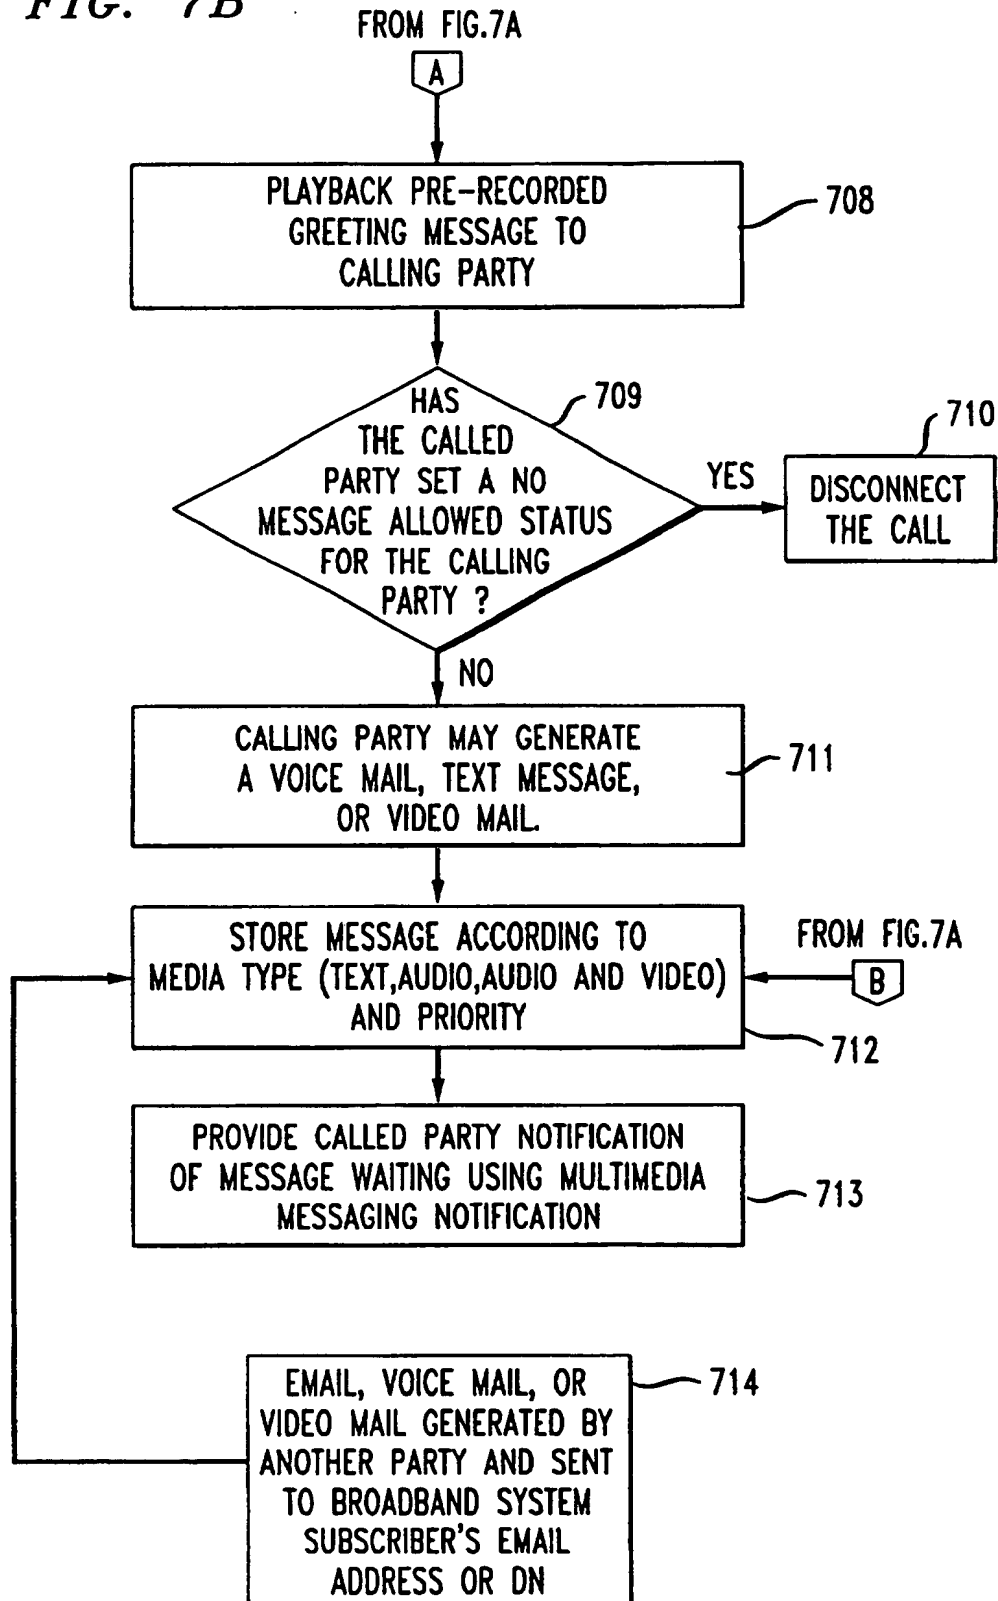 FIG. 7B
FROM FIG.7A
A
PLAYBACK PRE-RECORDED
GREETING MESSAGE TO
CALLING PARTY
708
HAS
THE CALLED
PARTY SET A NO
MESSAGE ALLOWED STATUS
FOR THE CALLING
PARTY ?
709
YES
710
DISCONNECT
THE CALL
NO
CALLING PARTY MAY GENERATE
A VOICE MAIL, TEXT MESSAGE,
OR VIDEO MAIL.
711
STORE MESSAGE ACCORDING TO
MEDIA TYPE (TEXT,AUDIO,AUDIO AND VIDEO)
AND PRIORITY
FROM FIG.7A
B
712
PROVIDE CALLED PARTY NOTIFICATION
OF MESSAGE WAITING USING MULTIMEDIA
MESSAGING NOTIFICATION
713
EMAIL, VOICE MAIL, OR
VIDEO MAIL GENERATED BY
ANOTHER PARTY AND SENT
TO BROADBAND SYSTEM
SUBSCRIBER'S EMAIL
ADDRESS OR DN
714